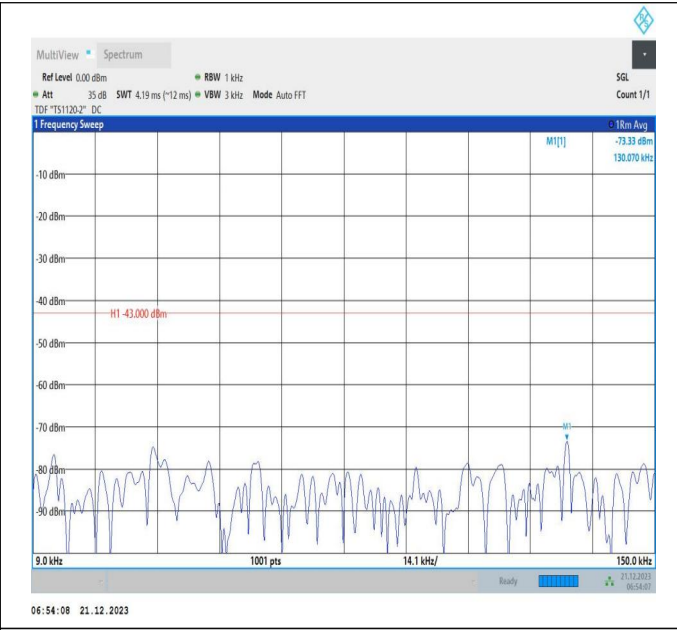 MultiView Spectrum
Ref Level 0.00 dBm RBW 1 kHz SGL
Att 35 dB SWT 4.19 ms (~12 ms) VBW 3 kHz Mode Auto FFT Count 1/1
TDF "TS1120-2" DC
1 Frequency Sweep 1Rm Avg
M1[1] -73.33 dBm
130.070 kHz
-10 dBm
-20 dBm
-30 dBm
-40 dBm
H1 -43.000 dBm
-50 dBm
-60 dBm
-70 dBm
M1
-80 dBm
-90 dBm
9.0 kHz 1001 pts 14.1 kHz/ 150.0 kHz
Ready 21.12.2023
06:54:07
06:54:08 21.12.2023